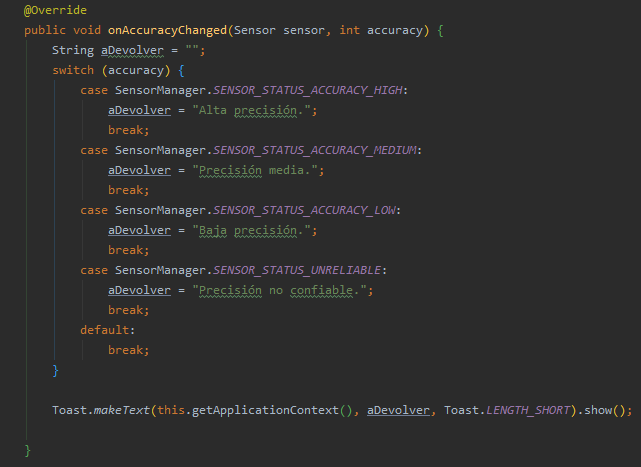 @Override
public void onAccuracyChanged(Sensor sensor, int accuracy) {
    String aDevolver = "";
    switch (accuracy) {
        case SensorManager.SENSOR_STATUS_ACCURACY_HIGH:
            aDevolver = "Alta precisión.";
            break;
        case SensorManager.SENSOR_STATUS_ACCURACY_MEDIUM:
            aDevolver = "Precisión media.";
            break;
        case SensorManager.SENSOR_STATUS_ACCURACY_LOW:
            aDevolver = "Baja precisión.";
            break;
        case SensorManager.SENSOR_STATUS_UNRELIABLE:
            aDevolver = "Precisión no confiable.";
            break;
        default:
            break;
    }
    Toast.makeText(this.getApplicationContext(), aDevolver, Toast.LENGTH_SHORT).show();
}